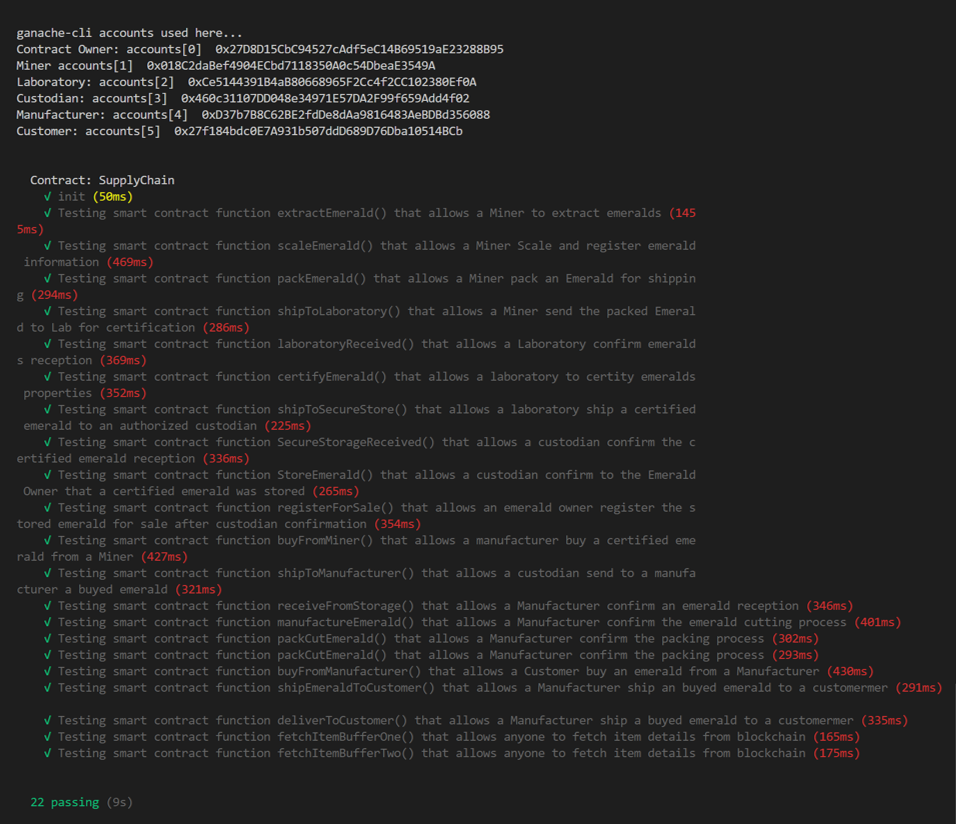 ganache-cli accounts used here...
Contract Owner: accounts[0]  0x27D8D15CbC94527cAdf5eC14B69519aE23288B95
Miner accounts[1]  0x018C2daBef4904ECbd7118350A0c54DbeaE3549A
Laboratory: accounts[2]  0xCe5144391B4aB80668965F2Cc4f2CC102380Ef0A
Custodian: accounts[3]  0x460c31107DD048e34971E57DA2F99f659Add4f02
Manufacturer: accounts[4]  0xD37b7B8C62BE2fdDe8dAa9816483AeBDBd356088
Customer: accounts[5]  0x27f184bdc0E7A931b507ddD689D76Dba10514BCb
Contract: SupplyChain
√ init (50ms)
√ Testing smart contract function extractEmerald() that allows a Miner to extract emeralds (145
5ms)
√ Testing smart contract function scaleEmerald() that allows a Miner Scale and register emerald
information (469ms)
√ Testing smart contract function packEmerald() that allows a Miner pack an Emerald for shippin
g (294ms)
√ Testing smart contract function shipToLaboratory() that allows a Miner send the packed Emeral
d to Lab for certification (286ms)
√ Testing smart contract function laboratoryReceived() that allows a Laboratory confirm emerald
s reception (369ms)
√ Testing smart contract function certifyEmerald() that allows a laboratory to certity emeralds
properties (352ms)
√ Testing smart contract function shipToSecureStore() that allows a laboratory ship a certified
emerald to an authorized custodian (225ms)
√ Testing smart contract function SecureStorageReceived() that allows a custodian confirm the c
ertified emerald reception (336ms)
√ Testing smart contract function StoreEmerald() that allows a custodian confirm to the Emerald
Owner that a certified emerald was stored (265ms)
√ Testing smart contract function registerForSale() that allows an emerald owner register the s
tored emerald for sale after custodian confirmation (354ms)
√ Testing smart contract function buyFromMiner() that allows a manufacturer buy a certified eme
rald from a Miner (427ms)
√ Testing smart contract function shipToManufacturer() that allows a custodian send to a manufa
cturer a buyed emerald (321ms)
√ Testing smart contract function receiveFromStorage() that allows a Manufacturer confirm an emerald reception (346ms)
√ Testing smart contract function manufactureEmerald() that allows a Manufacturer confirm the emerald cutting process (401ms)
√ Testing smart contract function packCutEmerald() that allows a Manufacturer confirm the packing process (302ms)
√ Testing smart contract function packCutEmerald() that allows a Manufacturer confirm the packing process (293ms)
√ Testing smart contract function buyFromManufacturer() that allows a Customer buy an emerald from a Manufacturer (430ms)
√ Testing smart contract function shipEmeraldToCustomer() that allows a Manufacturer ship an buyed emerald to a customermer (291ms)
√ Testing smart contract function deliverToCustomer() that allows a Manufacturer ship a buyed emerald to a customermer (335ms)
√ Testing smart contract function fetchItemBufferOne() that allows anyone to fetch item details from blockchain (165ms)
√ Testing smart contract function fetchItemBufferTwo() that allows anyone to fetch item details from blockchain (175ms)
22 passing (9s)